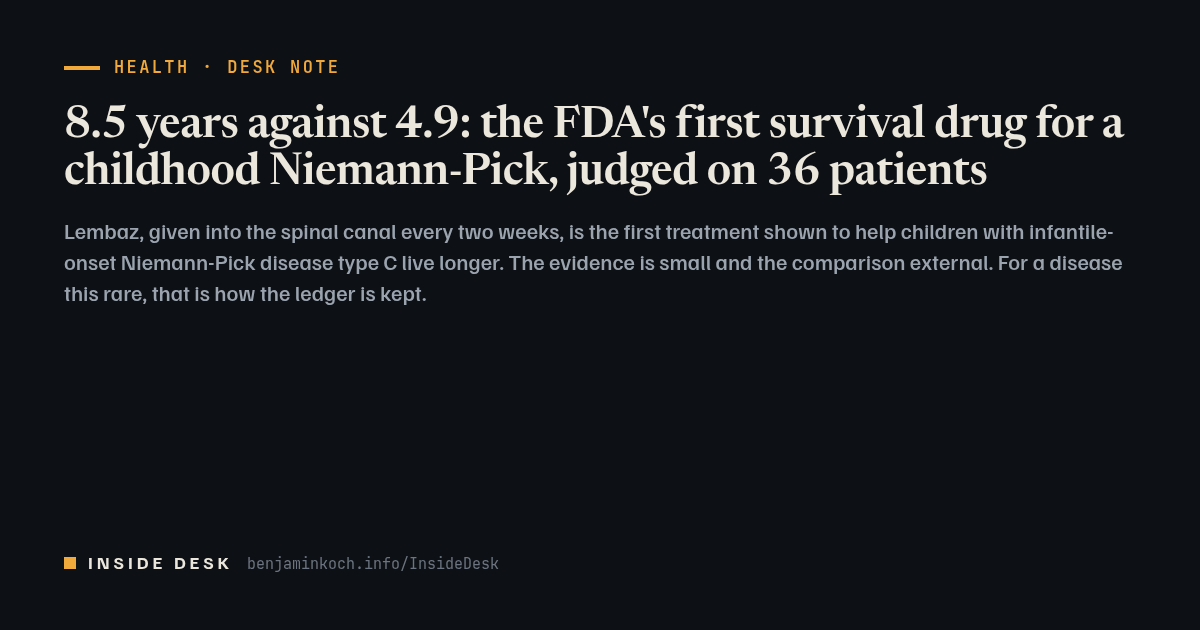 HEALTH · DESK NOTE
8.5 years against 4.9: the FDA's first survival drug for a
childhood Niemann-Pick, judged on 36 patients
Lembaz, given into the spinal canal every two weeks, is the first treatment shown to help children with infantile-
onset Niemann-Pick disease type C live longer. The evidence is small and the comparison external. For a disease
this rare, that is how the ledger is kept.
INSIDE DESK benjaminkoch.info/InsideDesk